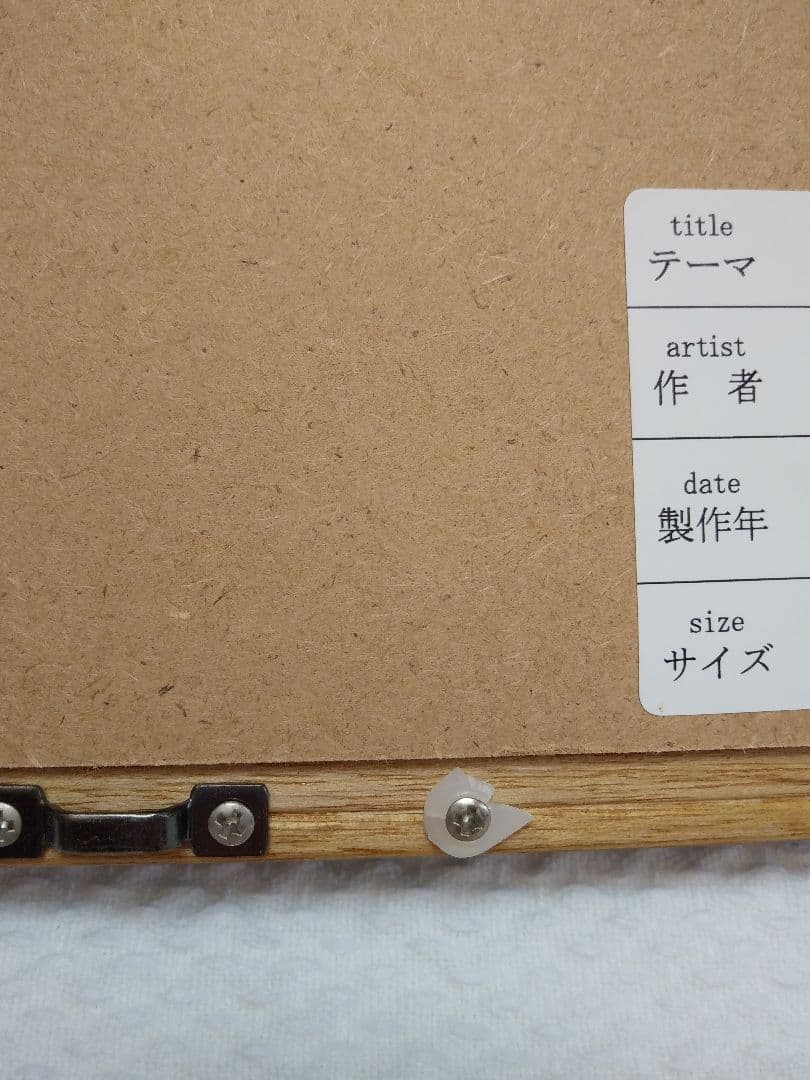 title
テーマ
artist
作 者
date
製作年
size
サイズ